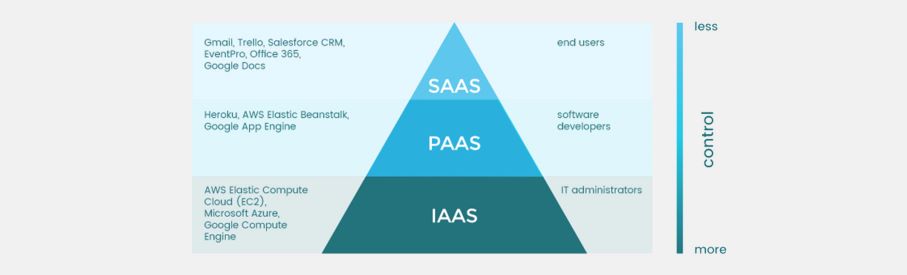 Gmail, Trello, Salesforce CRM,
EventPro, Office 365,
Google Docs
SAAS
end users
less
Heroku, AWS Elastic Beanstalk,
Google App Engine
PAAS
software
developers
control
AWS Elastic Compute
Cloud (EC2),
Microsoft Azure,
Google Compute
Engine
IAAS
IT administrators
more